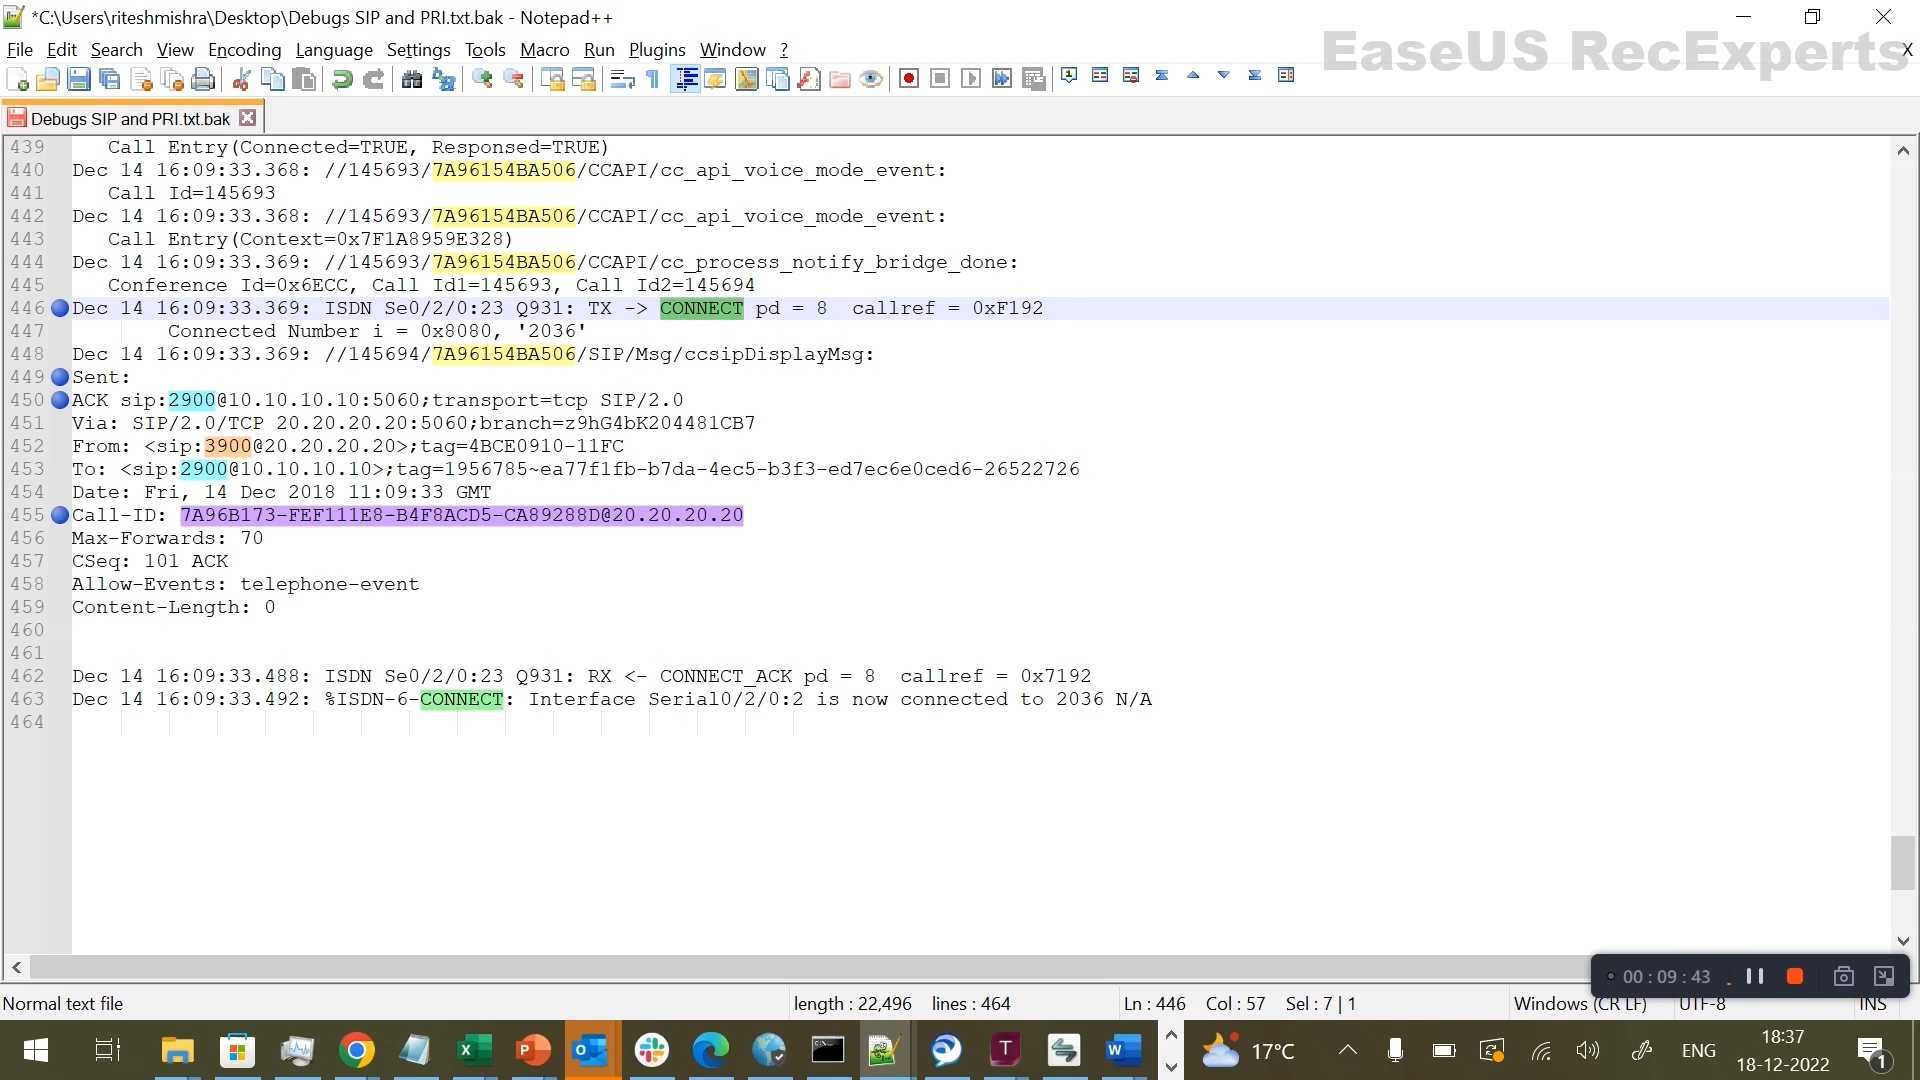 *C:\Users\riteshmishra\Desktop\Debugs SIP and PRI.txt.bak - Notepad++
File Edit Search View Encoding Language Settings Tools Macro Run Plugins Window ?
X
EaseUS RecExperts
Debugs SIP and PRI.txt.bak
439 Call Entry(Connected=TRUE, Responsed=TRUE)
440 Dec 14 16:09:33.368: //145693/7A96154BA506/CCAPI/cc_api_voice_mode_event:
441 Call Id=145693
442 Dec 14 16:09:33.368: //145693/7A96154BA506/CCAPI/cc_api_voice_mode_event:
443 Call Entry(Context=0x7F1A8959E328)
444 Dec 14 16:09:33.369: //145693/7A96154BA506/CCAPI/cc_process_notify_bridge_done:
445 Conference Id=0x6ECC, Call Id1=145693, Call Id2=145694
446 Dec 14 16:09:33.369: ISDN Se0/2/0:23 Q931: TX -> CONNECT pd = 8 callref = 0xF192
447 Connected Number i = 0x8080, '2036'
448 Dec 14 16:09:33.369: //145694/7A96154BA506/SIP/Msg/ccsipDisplayMsg:
449 Sent:
450 ACK sip:2900@10.10.10.10:5060;transport=tcp SIP/2.0
451 Via: SIP/2.0/TCP 20.20.20.20:5060;branch=z9hG4bK204481CB7
452 From: <sip:3900@20.20.20.20>;tag=4BCE0910-11FC
453 To: <sip:2900@10.10.10.10>;tag=1956785~ea77f1fb-b7da-4ec5-b3f3-ed7ec6e0ced6-26522726
454 Date: Fri, 14 Dec 2018 11:09:33 GMT
455 Call-ID: 7A96B173-FEF111E8-B4F8ACD5-CA89288D@20.20.20.20
456 Max-Forwards: 70
457 CSeq: 101 ACK
458 Allow-Events: telephone-event
459 Content-Length: 0
460
461
462 Dec 14 16:09:33.488: ISDN Se0/2/0:23 Q931: RX <- CONNECT_ACK pd = 8 callref = 0x7192
463 Dec 14 16:09:33.492: %ISDN-6-CONNECT: Interface Serial0/2/0:2 is now connected to 2036 N/A
464
00:09:43
Normal text file length : 22,496 lines : 464 Ln : 446 Col : 57 Sel : 7 | 1 Windows (CR LF) UTF-8 INS
17°C ENG 18:37
18-12-2022
1